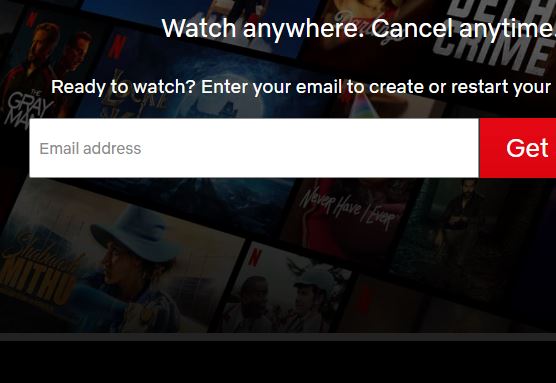 DELHI
CRIME
Watch anywhere. Cancel anytime.
Ready to watch? Enter your email to create or restart your
THE
GRAY
MAN
LOCKE
Email address
Get
Never Have I Ever
Shabaash
MITHU